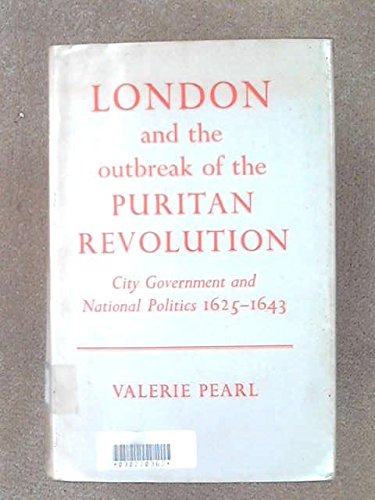 LONDON
and the
outbreak of the
PURITAN
REVOLUTION
City Government and
National Politics 1625–1643
VALERIE PEARL